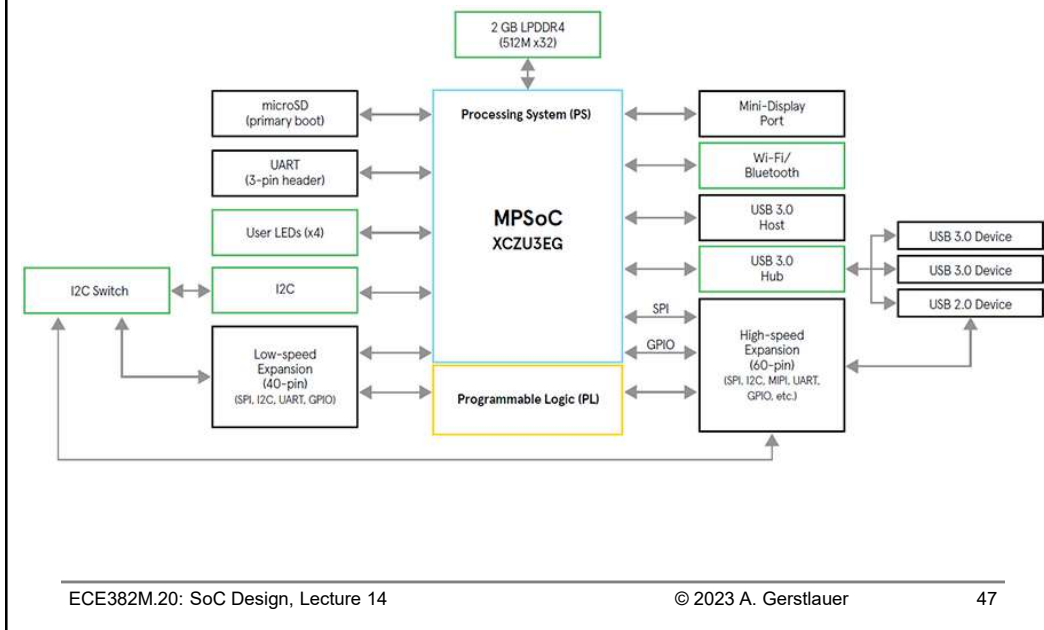 2 GB LPDDR4
(512M x32)
microSD
(primary boot)
UART
(3-pin header)
User LEDs (x4)
I2C Switch
I2C
Low-speed
Expansion
(40-pin)
(SPI, I2C, UART, GPIO)
Processing System (PS)
MPSoC
XCZU3EG
Programmable Logic (PL)
SPI
GPIO
Mini-Display
Port
Wi-Fi/
Bluetooth
USB 3.0
Host
USB 3.0
Hub
High-speed
Expansion
(60-pin)
(SPI, I2C, MIPI, UART,
GPIO, etc.)
USB 3.0 Device
USB 3.0 Device
USB 2.0 Device
ECE382M.20: SoC Design, Lecture 14
© 2023 A. Gerstlauer
47